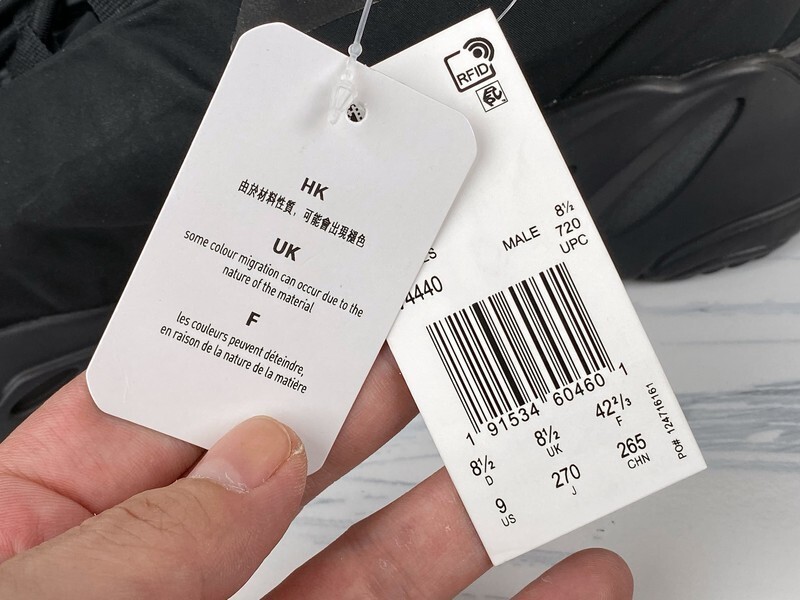 HK
由於材料性質，可能會出現褪色
UK
some colour migration can occur due to the
nature of the material
F
les couleurs peuvent déteindre,
en raison de la nature de la matière
RFID
MALE
8½
720
UPC
ES
4440
1 91534 60460 1
8½
D
8½
UK
42²/₃
F
9
US
270
J
265
CHN
PO# 124716161